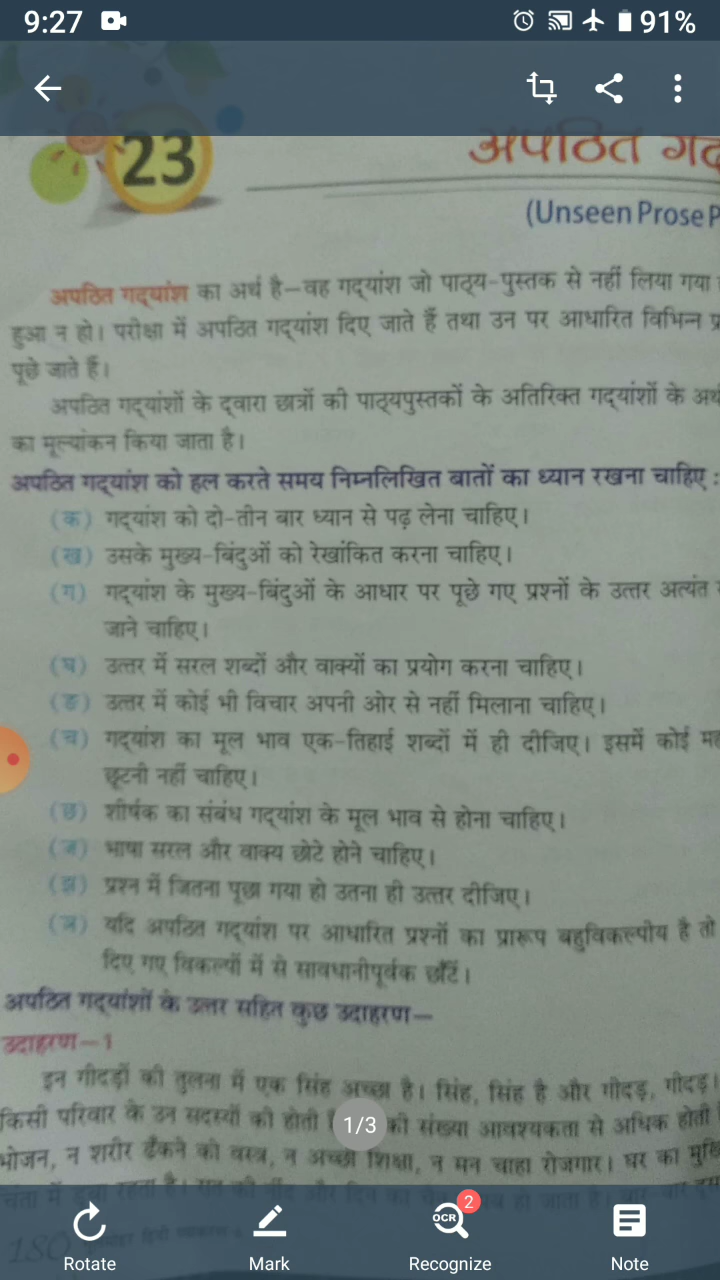 9:27
91%
23
अपठित गद
(Unseen Prose P
अपठित गद्यांश का अर्थ है—वह गद्यांश जो पाठ्य-पुस्तक से नहीं लिया गया
हुआ न हो। परीक्षा में अपठित गद्यांश दिए जाते हैं तथा उन पर आधारित विभिन्न प्र
पूछे जाते हैं।
अपठित गद्यांशों के द्वारा छात्रों की पाठ्यपुस्तकों के अतिरिक्त गद्यांशों के अर्थ
का मूल्यांकन किया जाता है।
अपठित गद्यांश को हल करते समय निम्नलिखित बातों का ध्यान रखना चाहिए :
(क) गद्यांश को दो-तीन बार ध्यान से पढ़ लेना चाहिए।
(ख) उसके मुख्य-बिंदुओं को रेखांकित करना चाहिए।
(ग) गद्यांश के मुख्य-बिंदुओं के आधार पर पूछे गए प्रश्नों के उत्तर अत्यंत
जाने चाहिए।
(घ) उत्तर में सरल शब्दों और वाक्यों का प्रयोग करना चाहिए।
(ङ) उत्तर में कोई भी विचार अपनी ओर से नहीं मिलाना चाहिए।
(च) गद्यांश का मूल भाव एक-तिहाई शब्दों में ही दीजिए। इसमें कोई मह
छूटनी नहीं चाहिए।
(छ) शीर्षक का संबंध गद्यांश के मूल भाव से होना चाहिए।
(ज) भाषा सरल और वाक्य छोटे होने चाहिए।
(झ) प्रश्न में जितना पूछा गया हो उतना ही उत्तर दीजिए।
(ञ) यदि अपठित गद्यांश पर आधारित प्रश्नों का प्रारूप बहुविकल्पीय है तो
दिए गए विकल्पों में से सावधानीपूर्वक छाँटें।
अपठित गद्यांशों के उत्तर सहित कुछ उदाहरण—
उदाहरण—1
इन गीदड़ों की तुलना में एक सिंह अच्छा है। सिंह, सिंह है और गीदड़, गीदड़।
किसी परिवार के उन सदस्यों की होती 1/3 की संख्या आवश्यकता से अधिक होती
भोजन, न शरीर ढँकने को वस्त्र, न अच्छी शिक्षा, न मन चाहा रोजगार। घर का मुखि
180
OCR 2
Rotate Mark Recognize Note